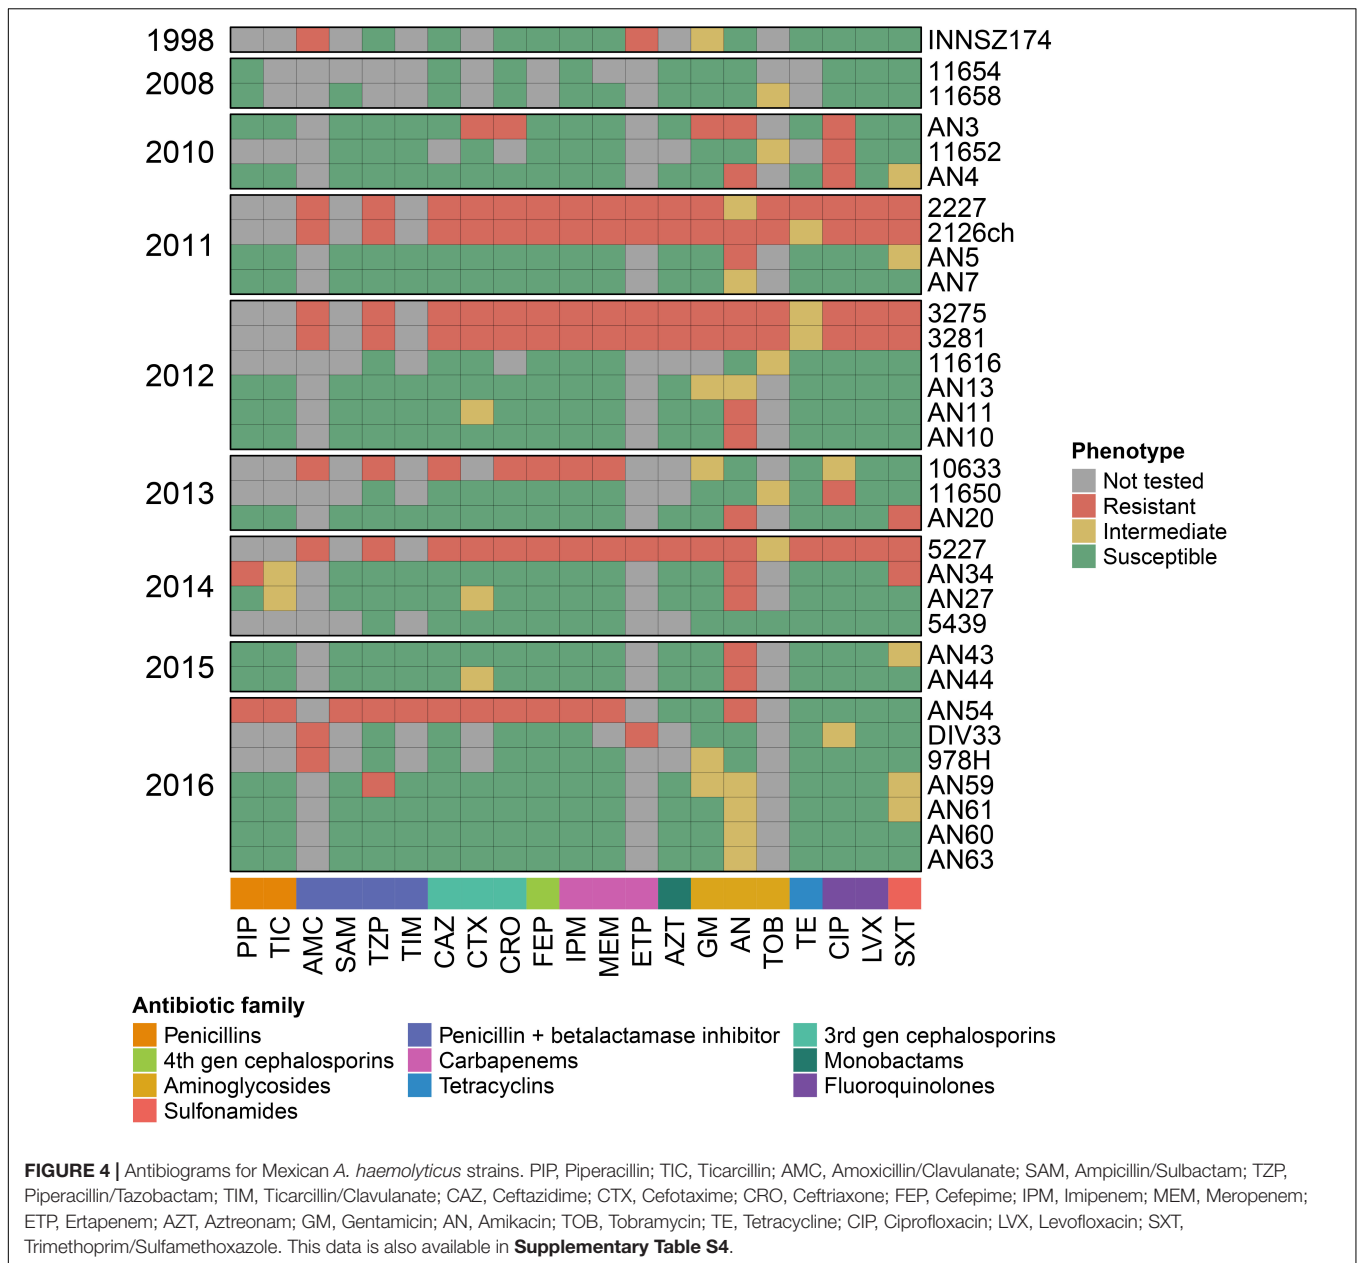 1998
INNSZ174
2008
11654
11658
2010
AN3
11652
AN4
2011
2227
2126ch
AN5
AN7
2012
3275
3281
11616
AN13
AN11
AN10
2013
10633
11650
AN20
2014
5227
AN34
AN27
5439
2015
AN43
AN44
2016
AN54
DIV33
978H
AN59
AN61
AN60
AN63
Phenotype
Not tested
Resistant
Intermediate
Susceptible
PIP TIC AMC SAM TZP TIM CAZ CTX CRO FEP IPM MEM ETP AZT GM AN TOB TE CIP LVX SXT
Antibiotic family
Penicillins Penicillin + betalactamase inhibitor 3rd gen cephalosporins
4th gen cephalosporins Carbapenems Monobactams
Aminoglycosides Tetracyclins Fluoroquinolones
Sulfonamides
FIGURE 4 | Antibiograms for Mexican A. haemolyticus strains. PIP, Piperacillin; TIC, Ticarcillin; AMC, Amoxicillin/Clavulanate; SAM, Ampicillin/Sulbactam; TZP,
Piperacillin/Tazobactam; TIM, Ticarcillin/Clavulanate; CAZ, Ceftazidime; CTX, Cefotaxime; CRO, Ceftriaxone; FEP, Cefepime; IPM, Imipenem; MEM, Meropenem;
ETP, Ertapenem; AZT, Aztreonam; GM, Gentamicin; AN, Amikacin; TOB, Tobramycin; TE, Tetracycline; CIP, Ciprofloxacin; LVX, Levofloxacin; SXT,
Trimethoprim/Sulfamethoxazole. This data is also available in Supplementary Table S4.